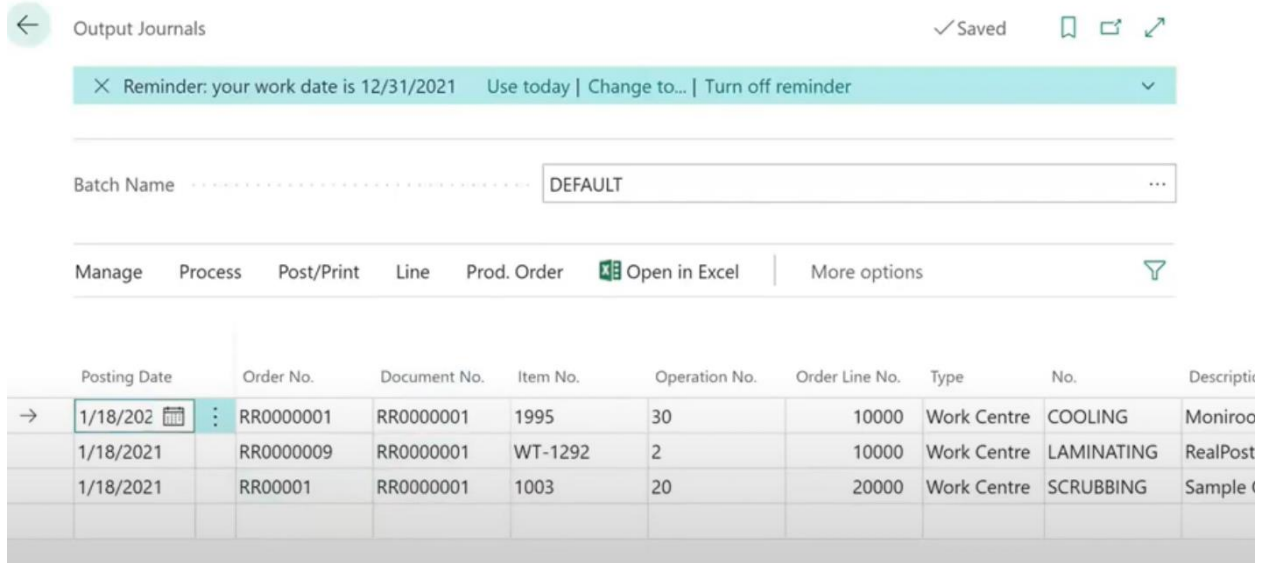 Output Journals Saved
Reminder: your work date is 12/31/2021 Use today | Change to... | Turn off reminder
Batch Name DEFAULT ...
Manage Process Post/Print Line Prod. Order Open in Excel More options
Posting Date Order No. Document No. Item No. Operation No. Order Line No. Type No. Descriptio
1/18/202 RR0000001 RR0000001 1995 30 10000 Work Centre COOLING Moniroo
1/18/2021 RR0000009 RR0000001 WT-1292 2 10000 Work Centre LAMINATING RealPost
1/18/2021 RR00001 RR0000001 1003 20 20000 Work Centre SCRUBBING Sample